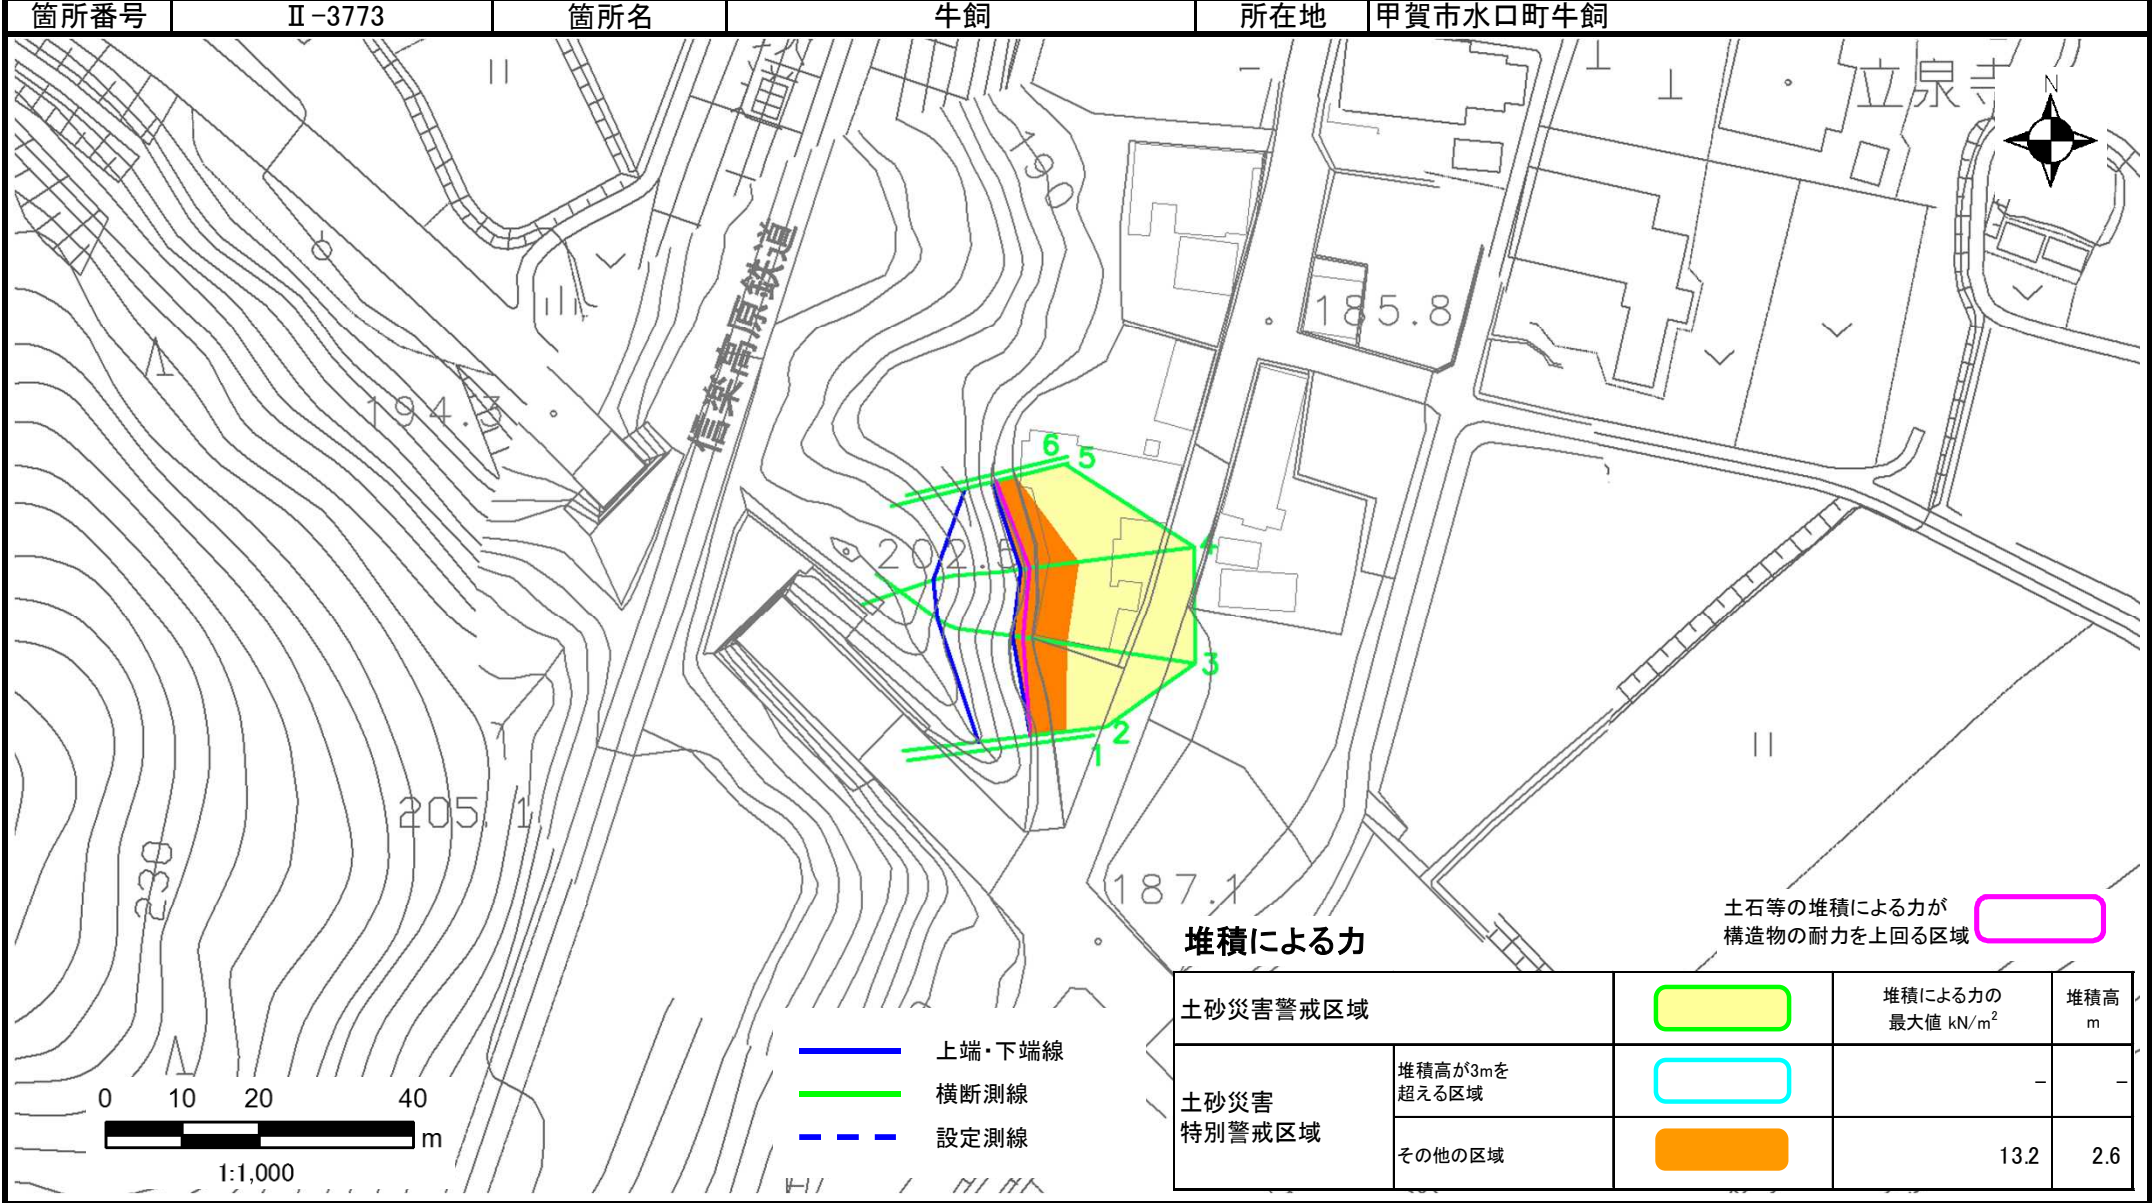 箇所番号 Ⅱ-3773 箇所名 牛飼 所在地 甲賀市水口町牛飼
立泉寺
N
190
信楽高原鉄道
185.8
194.3
6 5
202.5
4
3
2
1
205.1
187.1
土石等の堆積による力が
構造物の耐力を上回る区域
堆積による力
土砂災害警戒区域
堆積による力の
最大値 kN/m²
堆積高
m
土砂災害
特別警戒区域
堆積高が3mを
超える区域
– –
その他の区域 13.2 2.6
上端・下端線
横断測線
設定測線
0 10 20 40
m
1:1,000